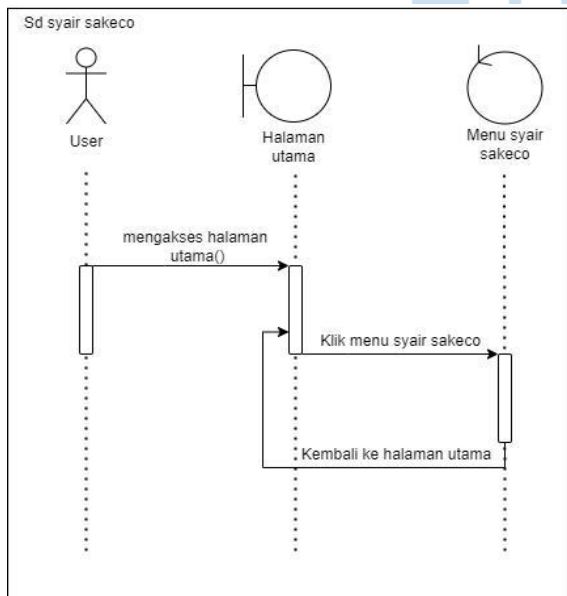 Sd syair sakeco
User
Halaman
utama
Menu syair
sakeco
mengakses halaman
utama()
Klik menu syair sakeco
Kembali ke halaman utama